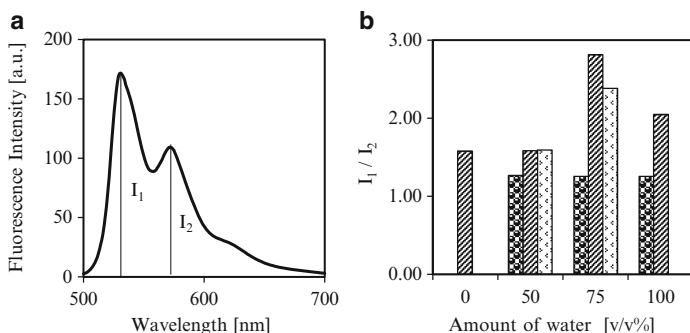 a
200
150
100
50
0
500
600
700
Fluorescence Intensity [a.u.]
Wavelength [nm]
I1
I2
b
3.00
2.00
1.00
0.00
I1 / I2
0
50
75
100
Amount of water [v/v%]